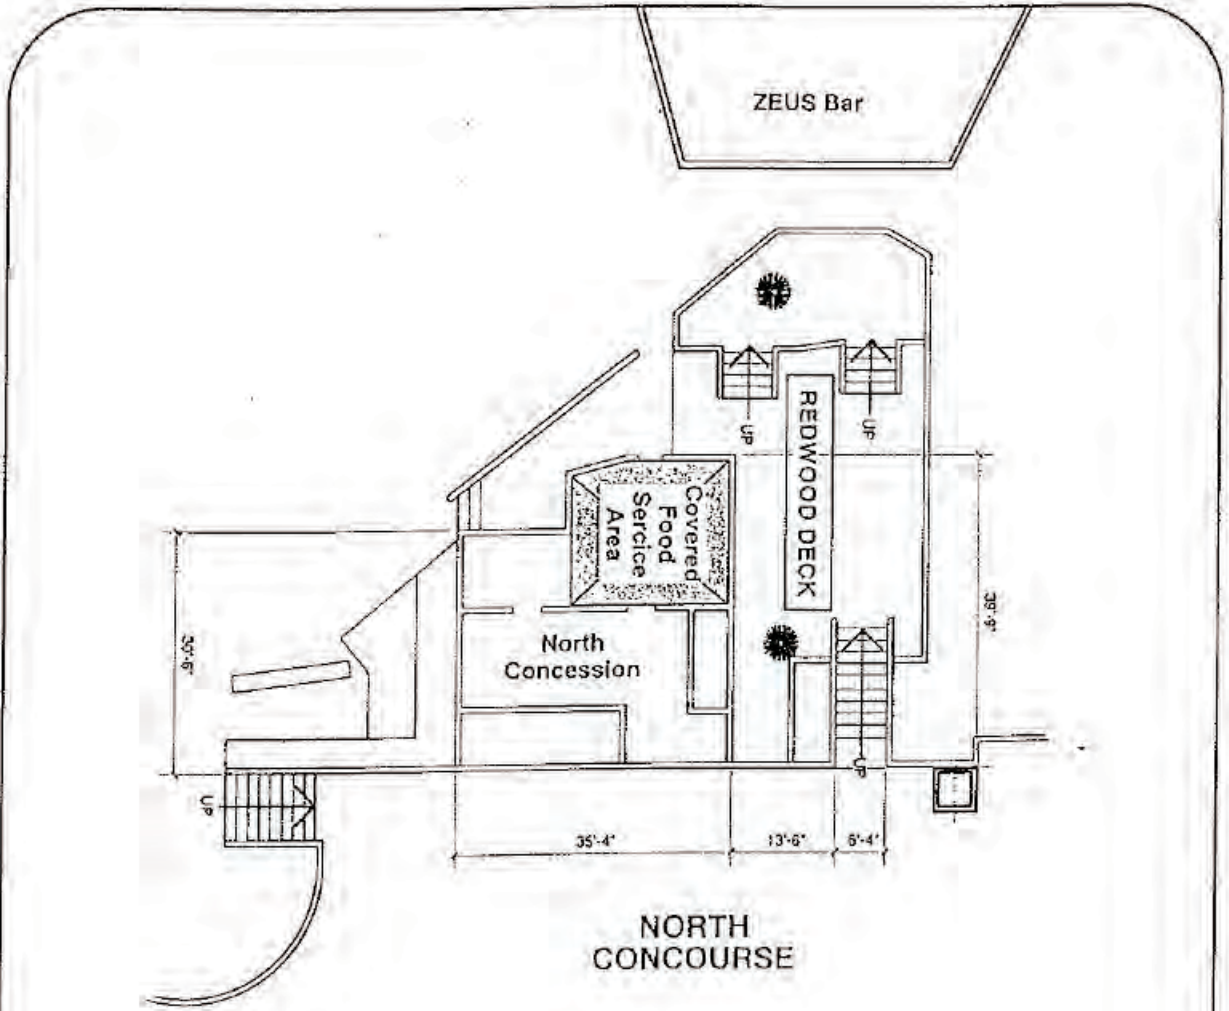 ZEUS Bar
UP
UP
REDWOOD DECK
Covered
Food
Sercice
Area
39'-6"
30'-6"
North
Concession
UP
UP
35'-4"
13'-6"
6'-4"
NORTH
CONCOURSE